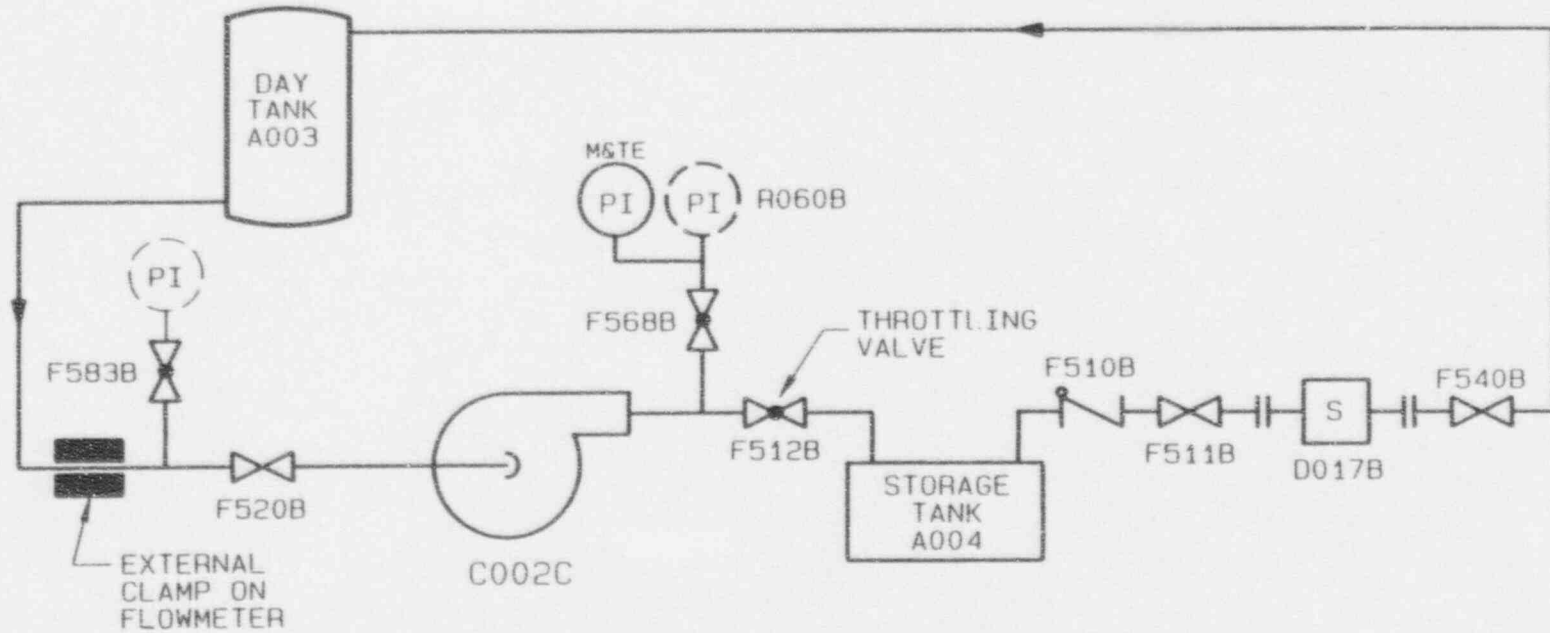 DAY
TANK
A003
M&TE
PI
PI
R060B
PI
F583B
F568B
THROTTLING
VALVE
F510B
F540B
F520B
F512B
F511B
S
D017B
STORAGE
TANK
A004
C002C
EXTERNAL
CLAMP ON
FLOWMETER